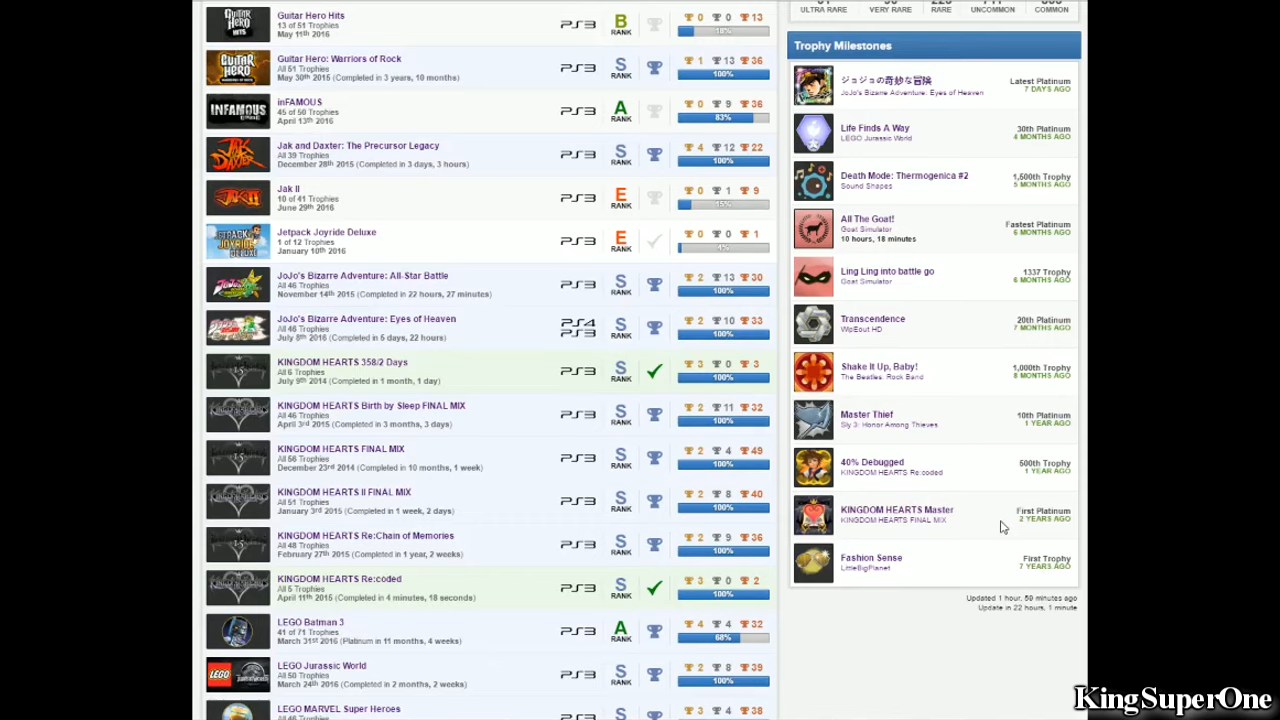 Guitar Hero Hits
13 of 51 Trophies
May 11th 2016
PS3
B
RANK
0 0 13
18%
Guitar Hero: Warriors of Rock
All 51 Trophies
May 30th 2015 (Completed in 3 years, 10 months)
PS3
S
RANK
1 13 36
100%
inFAMOUS
45 of 50 Trophies
April 13th 2016
PS3
A
RANK
0 9 36
83%
Jak and Daxter: The Precursor Legacy
All 39 Trophies
December 28th 2015 (Completed in 3 days, 3 hours)
PS3
S
RANK
4 12 22
100%
Jak II
10 of 41 Trophies
June 29th 2016
PS3
E
RANK
0 1 9
15%
Jetpack Joyride Deluxe
1 of 12 Trophies
January 10th 2016
PS3
E
RANK
0 0 1
4%
JoJo's Bizarre Adventure: All-Star Battle
All 46 Trophies
November 14th 2015 (Completed in 22 hours, 27 minutes)
PS3
S
RANK
2 13 30
100%
JoJo's Bizarre Adventure: Eyes of Heaven
All 46 Trophies
July 8th 2016 (Completed in 5 days, 22 hours)
PS4
PS3
S
RANK
2 10 33
100%
KINGDOM HEARTS 358/2 Days
All 6 Trophies
July 9th 2014 (Completed in 1 month, 1 day)
PS3
S
RANK
3 0 3
100%
KINGDOM HEARTS Birth by Sleep FINAL MIX
All 46 Trophies
April 3rd 2015 (Completed in 3 months, 3 days)
PS3
S
RANK
2 11 32
100%
KINGDOM HEARTS FINAL MIX
All 56 Trophies
December 23rd 2014 (Completed in 10 months, 1 week)
PS3
S
RANK
2 4 49
100%
KINGDOM HEARTS II FINAL MIX
All 51 Trophies
January 3rd 2015 (Completed in 1 week, 2 days)
PS3
S
RANK
2 8 40
100%
KINGDOM HEARTS Re:Chain of Memories
All 48 Trophies
February 27th 2015 (Completed in 1 year, 2 weeks)
PS3
S
RANK
2 9 36
100%
KINGDOM HEARTS Re:coded
All 5 Trophies
April 11th 2015 (Completed in 4 minutes, 18 seconds)
PS3
S
RANK
3 0 2
100%
LEGO Batman 3
41 of 71 Trophies
March 31st 2016 (Platinum in 11 months, 4 weeks)
PS3
A
RANK
4 4 32
68%
LEGO Jurassic World
All 50 Trophies
March 24th 2016 (Completed in 2 months, 2 weeks)
PS3
S
RANK
2 8 39
100%
LEGO MARVEL Super Heroes
3 4 38
ULTRA RARE VERY RARE RARE UNCOMMON COMMON
Trophy Milestones
ジョジョの奇妙な冒険
JoJo's Bizarre Adventure: Eyes of Heaven
Latest Platinum
7 DAYS AGO
Life Finds A Way
LEGO Jurassic World
30th Platinum
4 MONTHS AGO
Death Mode: Thermogenica #2
Sound Shapes
1,500th Trophy
5 MONTHS AGO
All The Goat!
Goat Simulator
10 hours, 18 minutes
Fastest Platinum
6 MONTHS AGO
Ling Ling into battle go
Goat Simulator
1337 Trophy
6 MONTHS AGO
Transcendence
WipEout HD
20th Platinum
7 MONTHS AGO
Shake It Up, Baby!
The Beatles: Rock Band
1,000th Trophy
8 MONTHS AGO
Master Thief
Sly 3: Honor Among Thieves
10th Platinum
1 YEAR AGO
40% Debugged
KINGDOM HEARTS Re:coded
500th Trophy
1 YEAR AGO
KINGDOM HEARTS Master
KINGDOM HEARTS FINAL MIX
First Platinum
2 YEARS AGO
Fashion Sense
LittleBigPlanet
First Trophy
7 YEARS AGO
Updated 1 hour, 59 minutes ago
Update in 22 hours, 1 minute
KingSuperOne